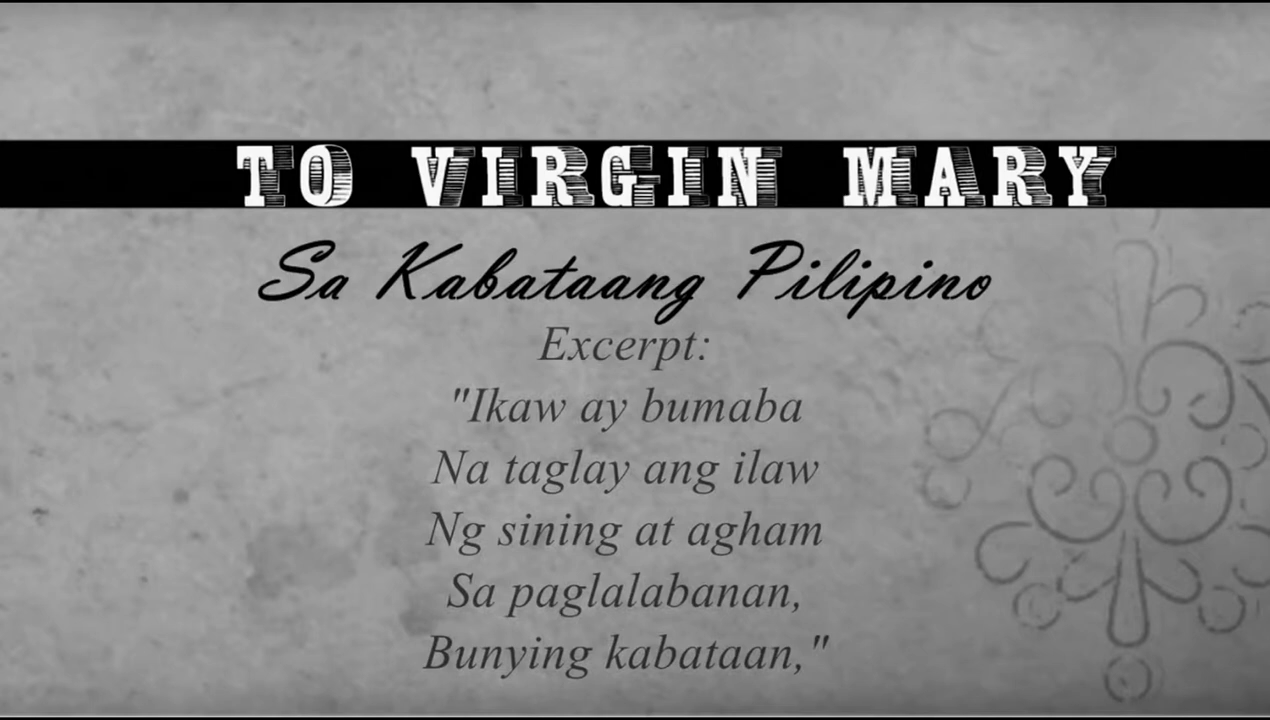 TO VIRGIN MARY
Sa Kabataang Pilipino
Excerpt:
"Ikaw ay bumaba
Na taglay ang ilaw
Ng sining at agham
Sa paglalabanan,
Bunying kabataan,"